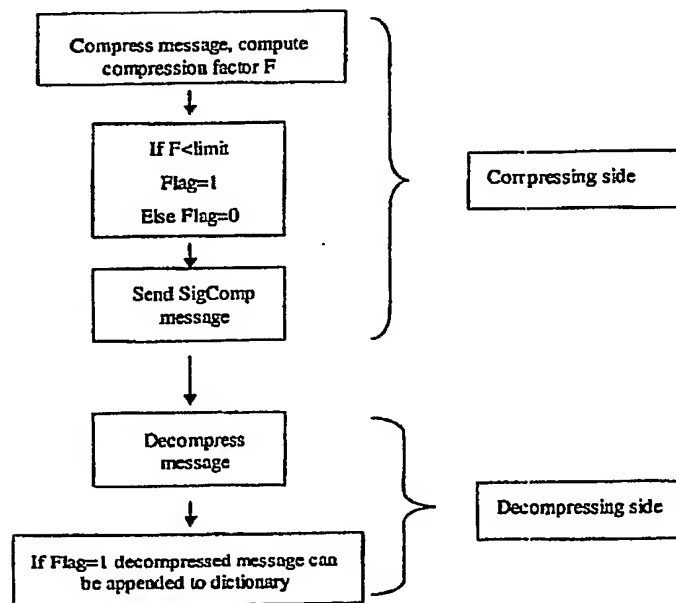 Compress message, compute
compression factor F
If F<limit
Flag=1
Else Flag=0
Compressing side
Send SigComp
message
Decompress
message
Decompressing side
If Flag=1 decompressed message can
be appended to dictionary